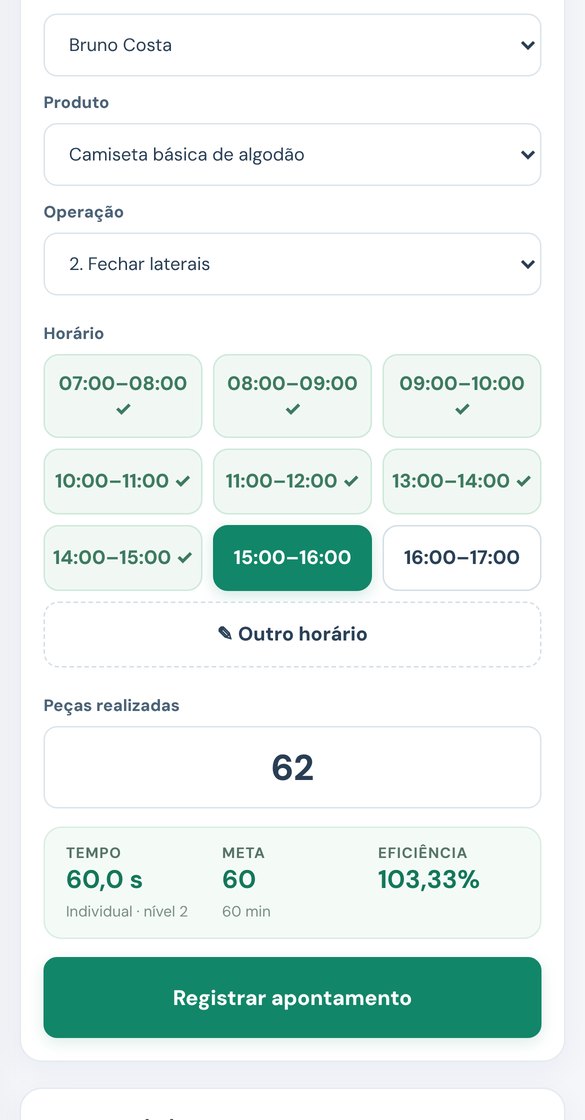 Bruno Costa
Produto
Camiseta básica de algodão
Operação
2. Fechar laterais
Horário
07:00–08:00 ✓
08:00–09:00 ✓
09:00–10:00 ✓
10:00–11:00 ✓
11:00–12:00 ✓
13:00–14:00 ✓
14:00–15:00 ✓
15:00–16:00
16:00–17:00
✎ Outro horário
Peças realizadas
62
TEMPO
60,0 s
Individual · nível 2
META
60
60 min
EFICIÊNCIA
103,33%
Registrar apontamento